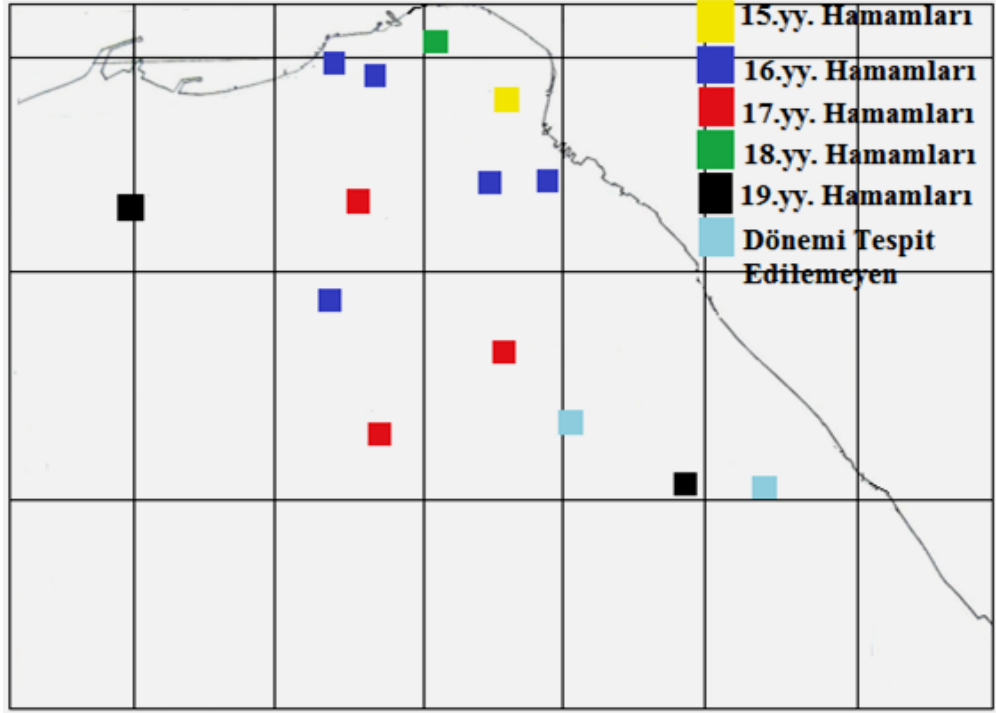 15.yy. Hamamları
16.yy. Hamamları
17.yy. Hamamları
18.yy. Hamamları
19.yy. Hamamları
Dönemi Tespit
Edilemeyen